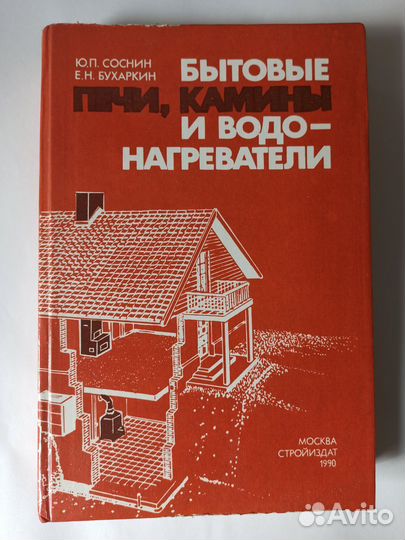 Ю.П. СОСНИН
Е.Н. БУХАРКИН
БЫТОВЫЕ
ПЕЧИ, КАМИНЫ
И ВОДО–
НАГРЕВАТЕЛИ
МОСКВА
СТРОЙИЗДАТ
1990
Avito